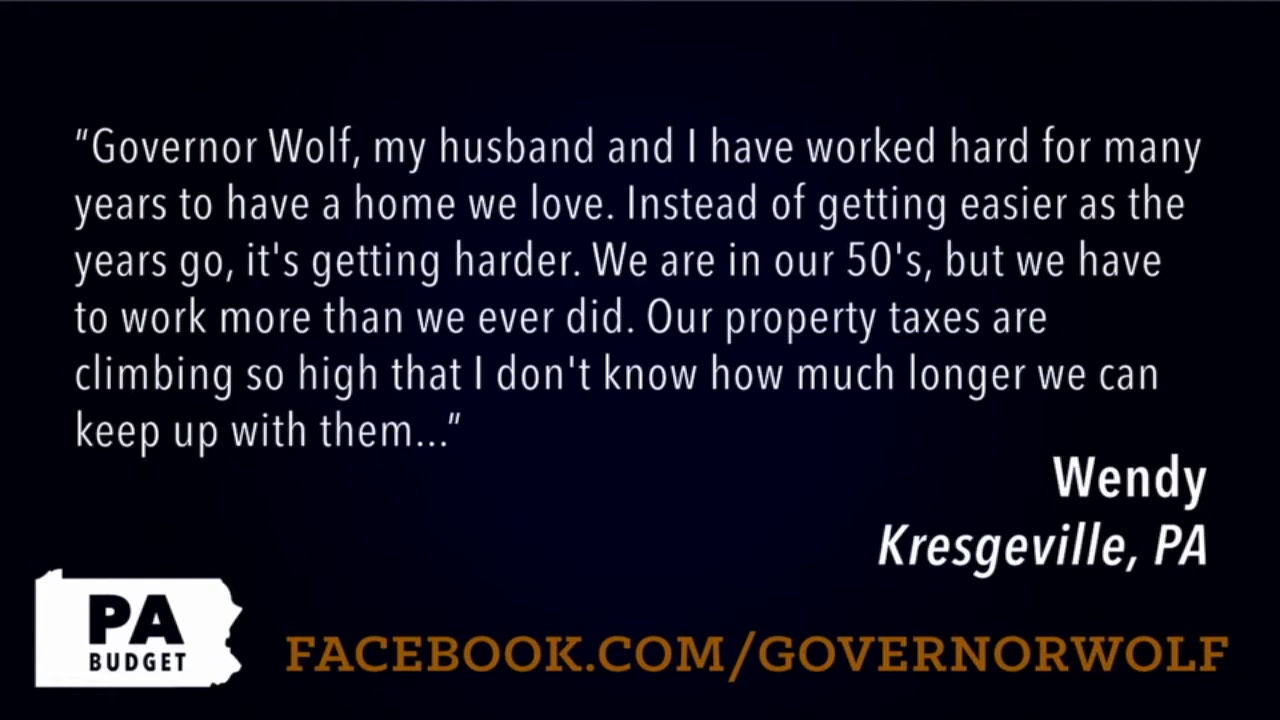 “Governor Wolf, my husband and I have worked hard for many
years to have a home we love. Instead of getting easier as the
years go, it's getting harder. We are in our 50's, but we have
to work more than we ever did. Our property taxes are
climbing so high that I don't know how much longer we can
keep up with them...”
Wendy
Kresgeville, PA
PA
BUDGET
FACEBOOK.COM/GOVERNORWOLF